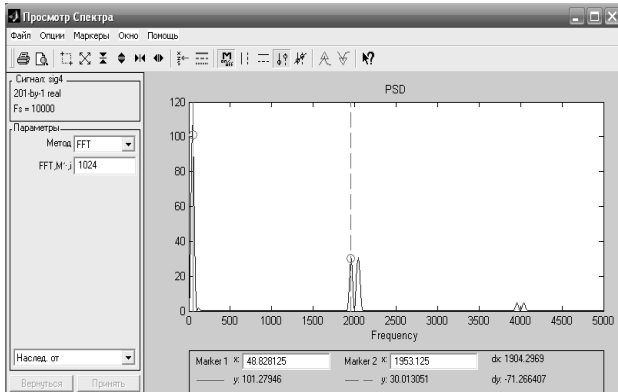 Просмотр Спектра
Файл Опции Маркеры Окно Помощь
Сигнал: sig4
201-by-1 real
Fs = 10000
Параметры
Метод FFT
1024
Наслед. от
Вернуться Принять
PSD
120
100
80
60
40
20
0
0 500 1000 1500 2000 2500 3000 3500 4000 4500 5000
Frequency
Marker 1 x: 48.828125 Marker 2 x: 1953.125 dx: 1904.2969
y: 101.27946 y: 30.013051 dy: -71.266407